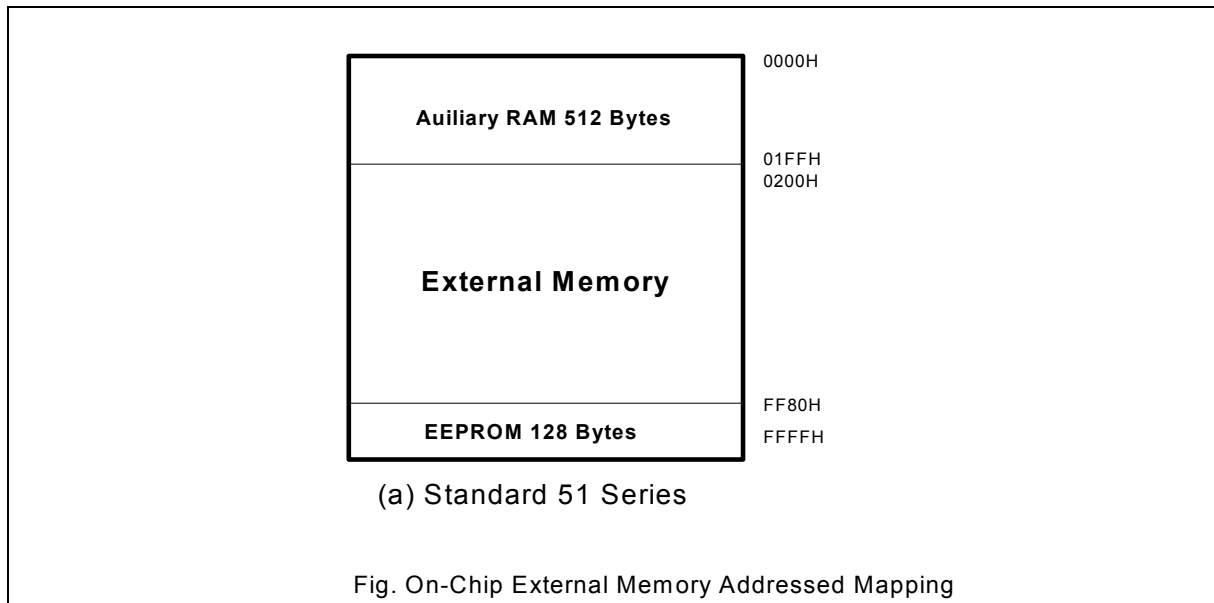 0000H
Auiliary RAM 512 Bytes
01FFH
0200H
External Memory
FF80H
EEPROM 128 Bytes
FFFFH
(a) Standard 51 Series
Fig. On-Chip External Memory Addressed Mapping